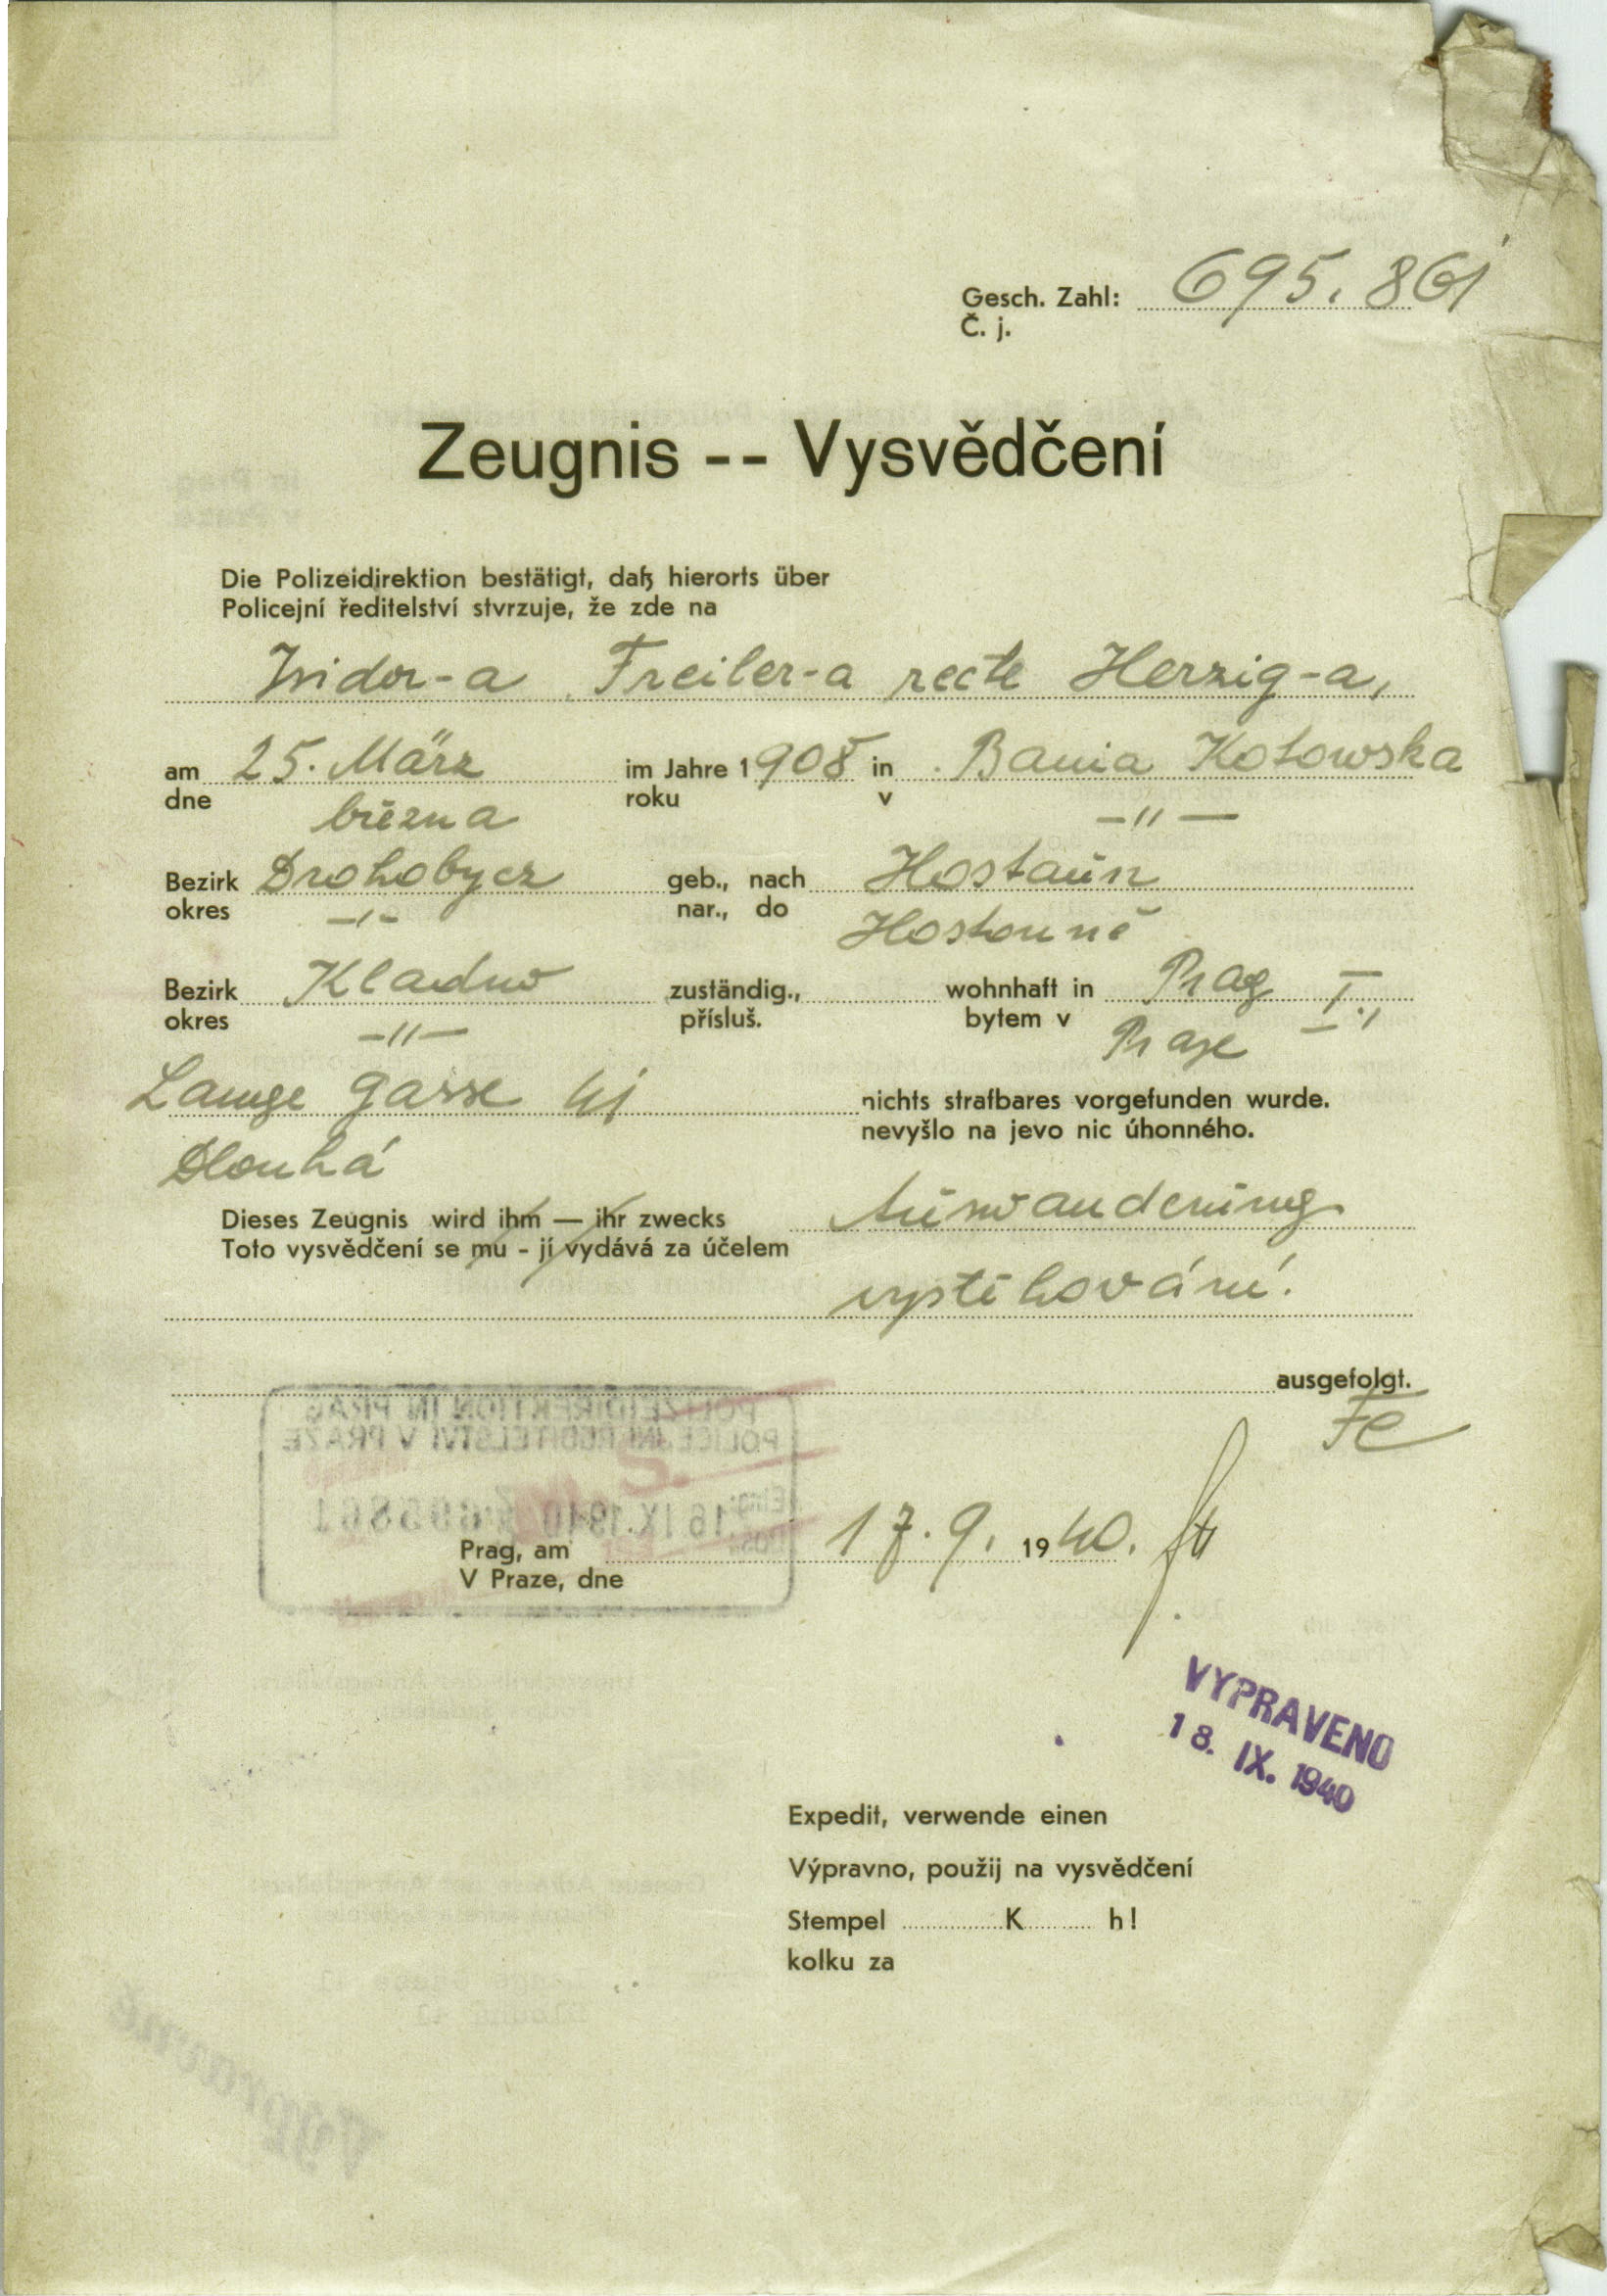 Gesch. Zahl: 695.861
Č. j.
Zeugnis -- Vysvědčení
Die Polizeidirektion bestätigt, daß hierorts über
Policejní ředitelství stvrzuje, že zde na
Isidor-a Freiler-a recte Herzig-a,
am 25. März im Jahre 1908 in Bania Kotowska
dne března roku v —"—
Bezirk Drohobycz geb., nach Hostaun
okres —"— nar., do Hostouně
Bezirk Kladno zuständig., wohnhaft in Prag I.,
okres —"— přísluš. bytem v Praze
Lange Gasse 41 nichts strafbares vorgefunden wurde.
Dlouhá nevyšlo na jevo nic úhonného.
Dieses Zeugnis wird ihm — ihr zwecks Auswanderung
Toto vysvědčení se mu - jí vydává za účelem
vystěhování.
ausgefolgt.
POLIZEIDIREKTION IN PRAG
POLICEJNÍ ŘEDITELSTVÍ V PRAZE
16.IX.1940 695861
Prag, am 17.9. 1940.
V Praze, dne
VYPRAVENO
18. IX. 1940
Expedit, verwende einen
Výpravno, použij na vysvědčení
Stempel ........ K ........ h!
kolku za